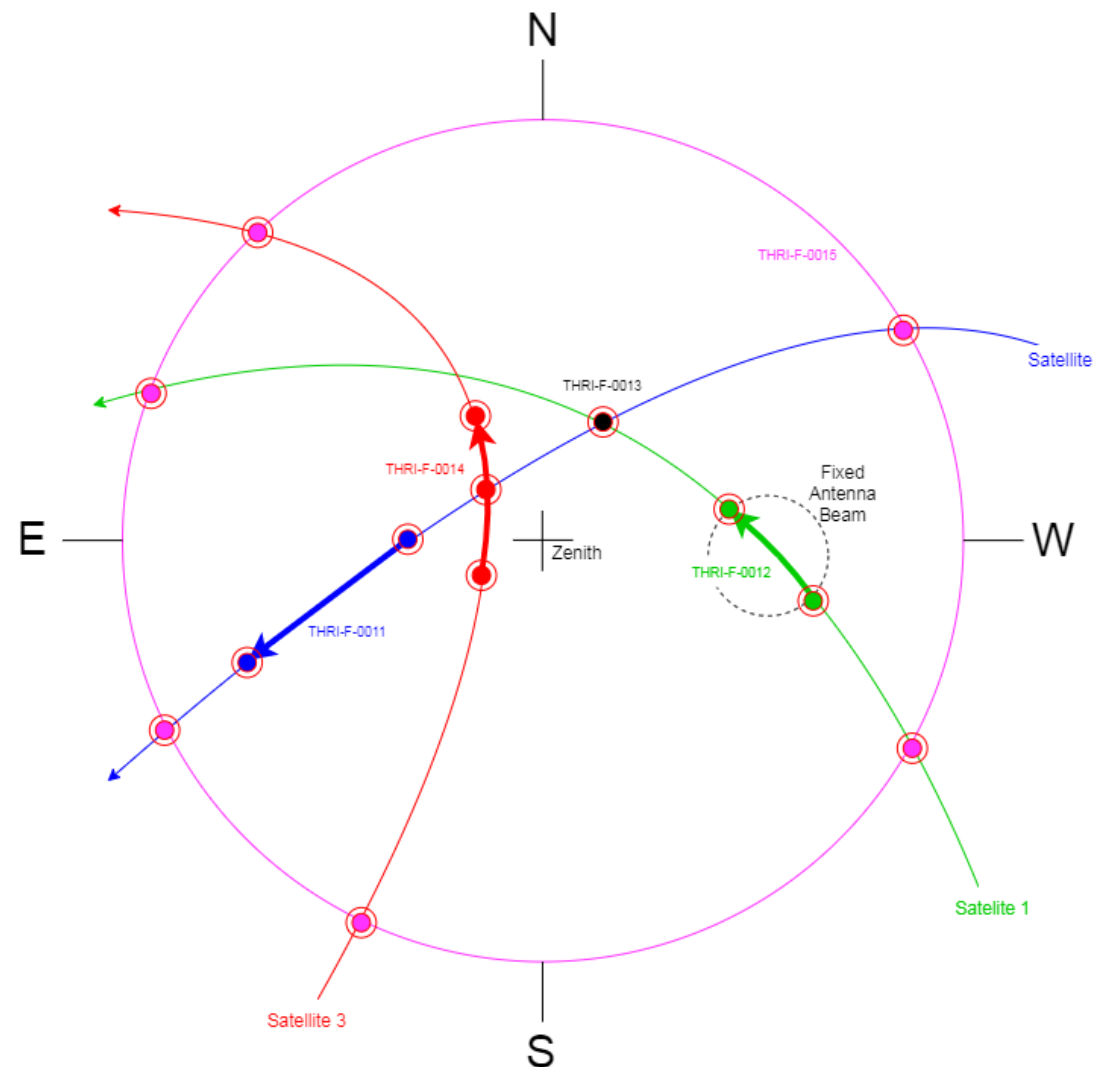 N
THRI-F-0015
Satellite
THRI-F-0013
THRI-F-0014
Fixed
Antenna
Beam
E
Zenith
W
THRI-F-0012
THRI-F-0011
Satelite 1
Satellite 3
S